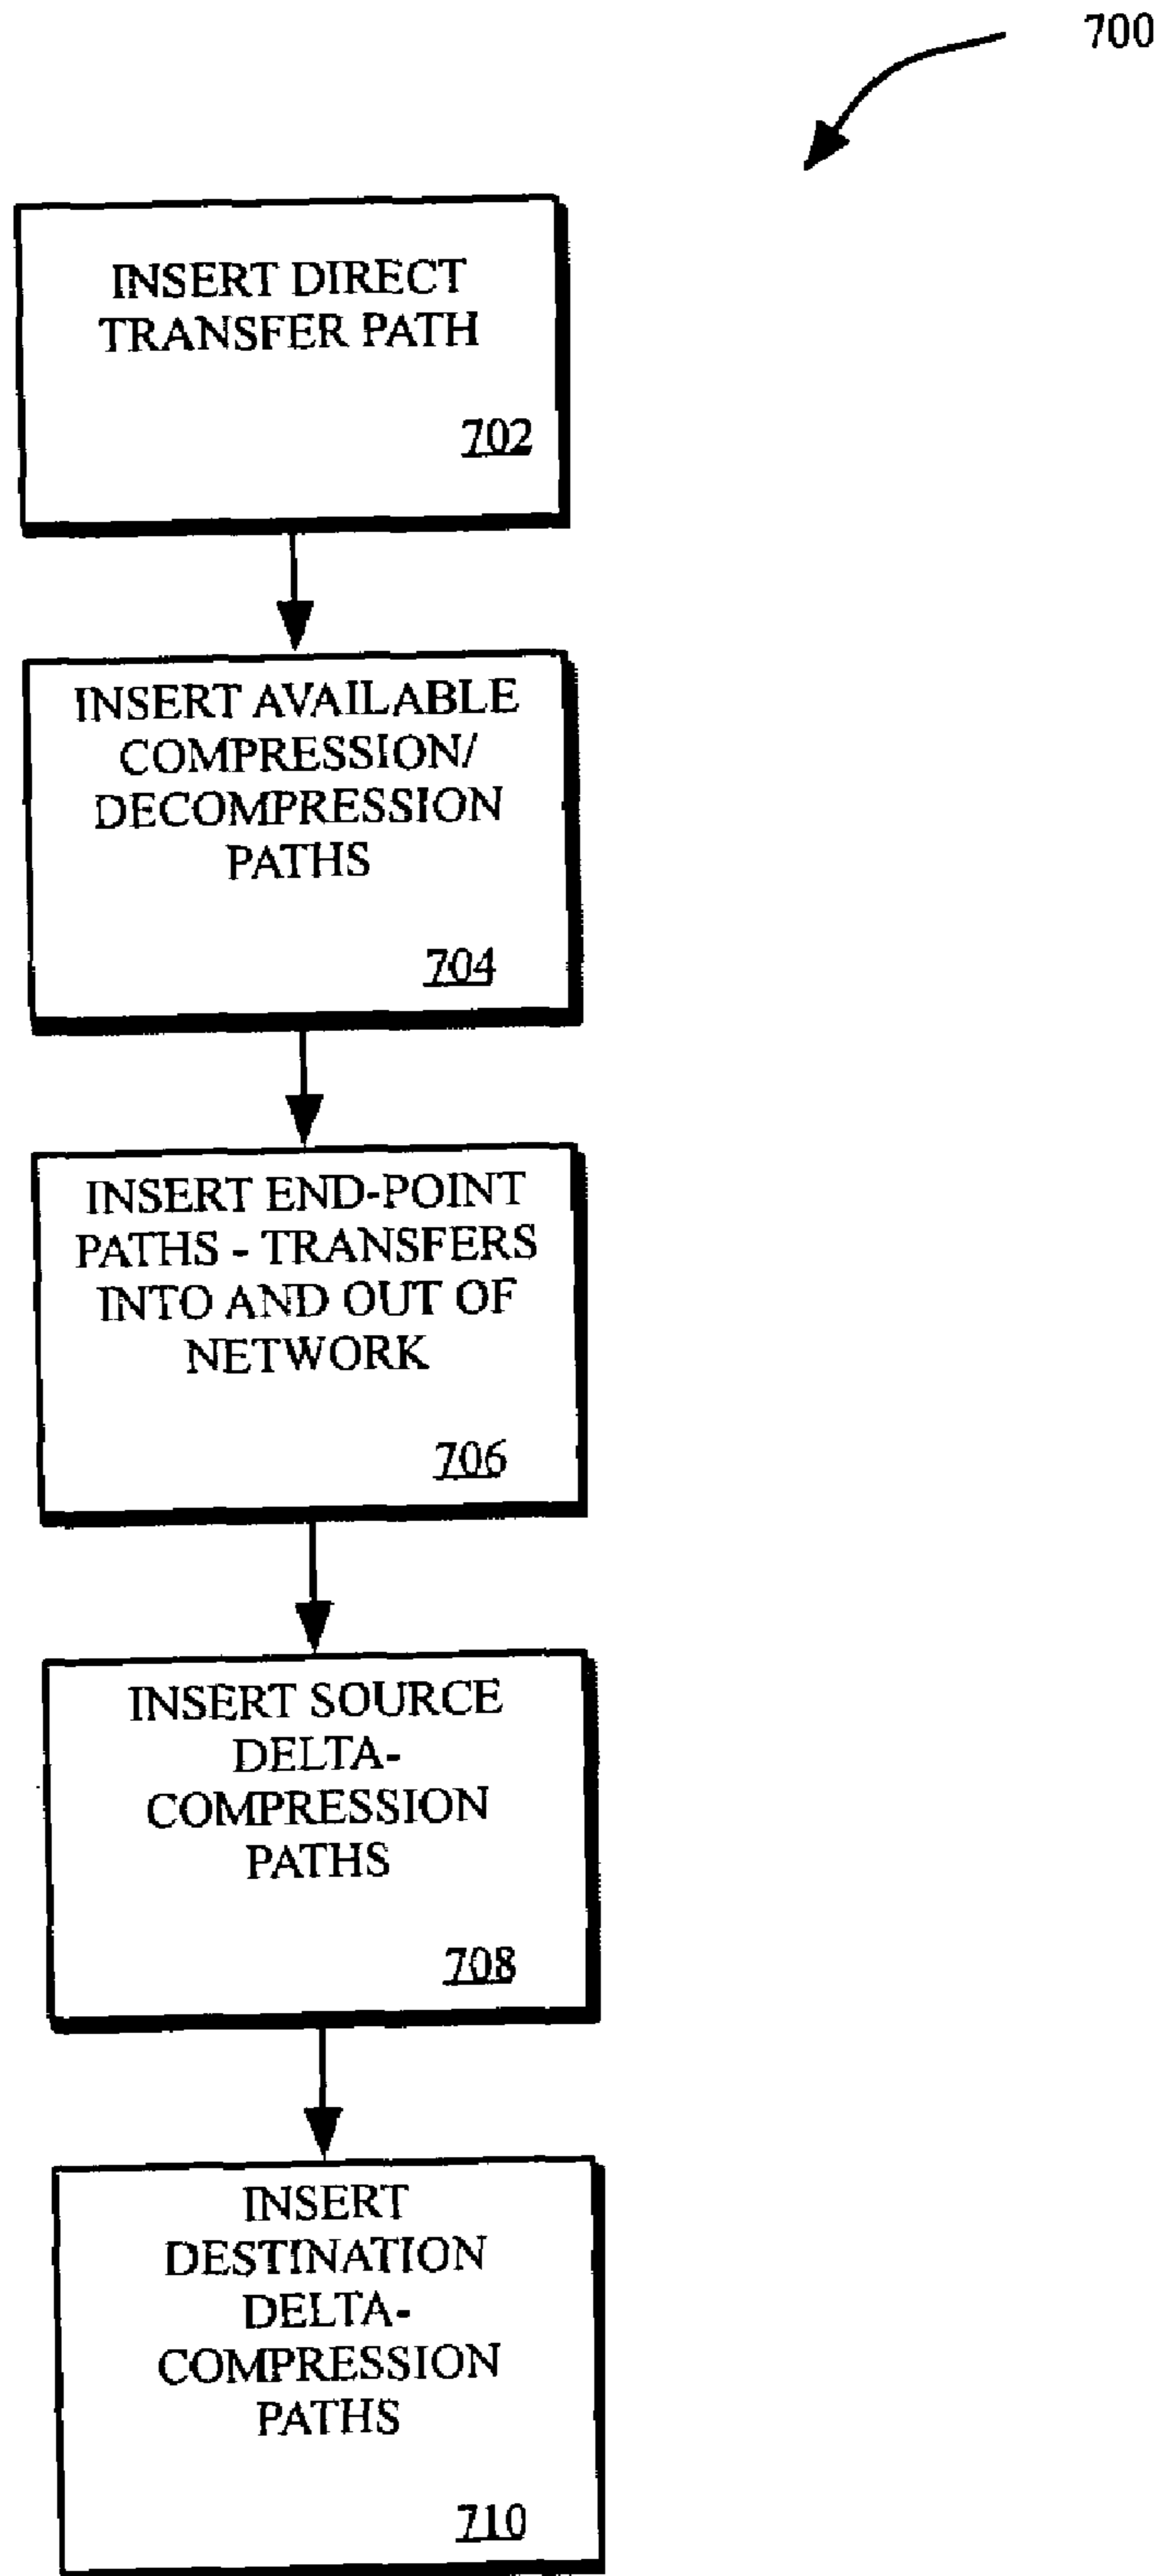 700
INSERT DIRECT
TRANSFER PATH
702
INSERT AVAILABLE
COMPRESSION/
DECOMPRESSION
PATHS
704
INSERT END-POINT
PATHS - TRANSFERS
INTO AND OUT OF
NETWORK
706
INSERT SOURCE
DELTA-
COMPRESSION
PATHS
708
INSERT
DESTINATION
DELTA-
COMPRESSION
PATHS
710